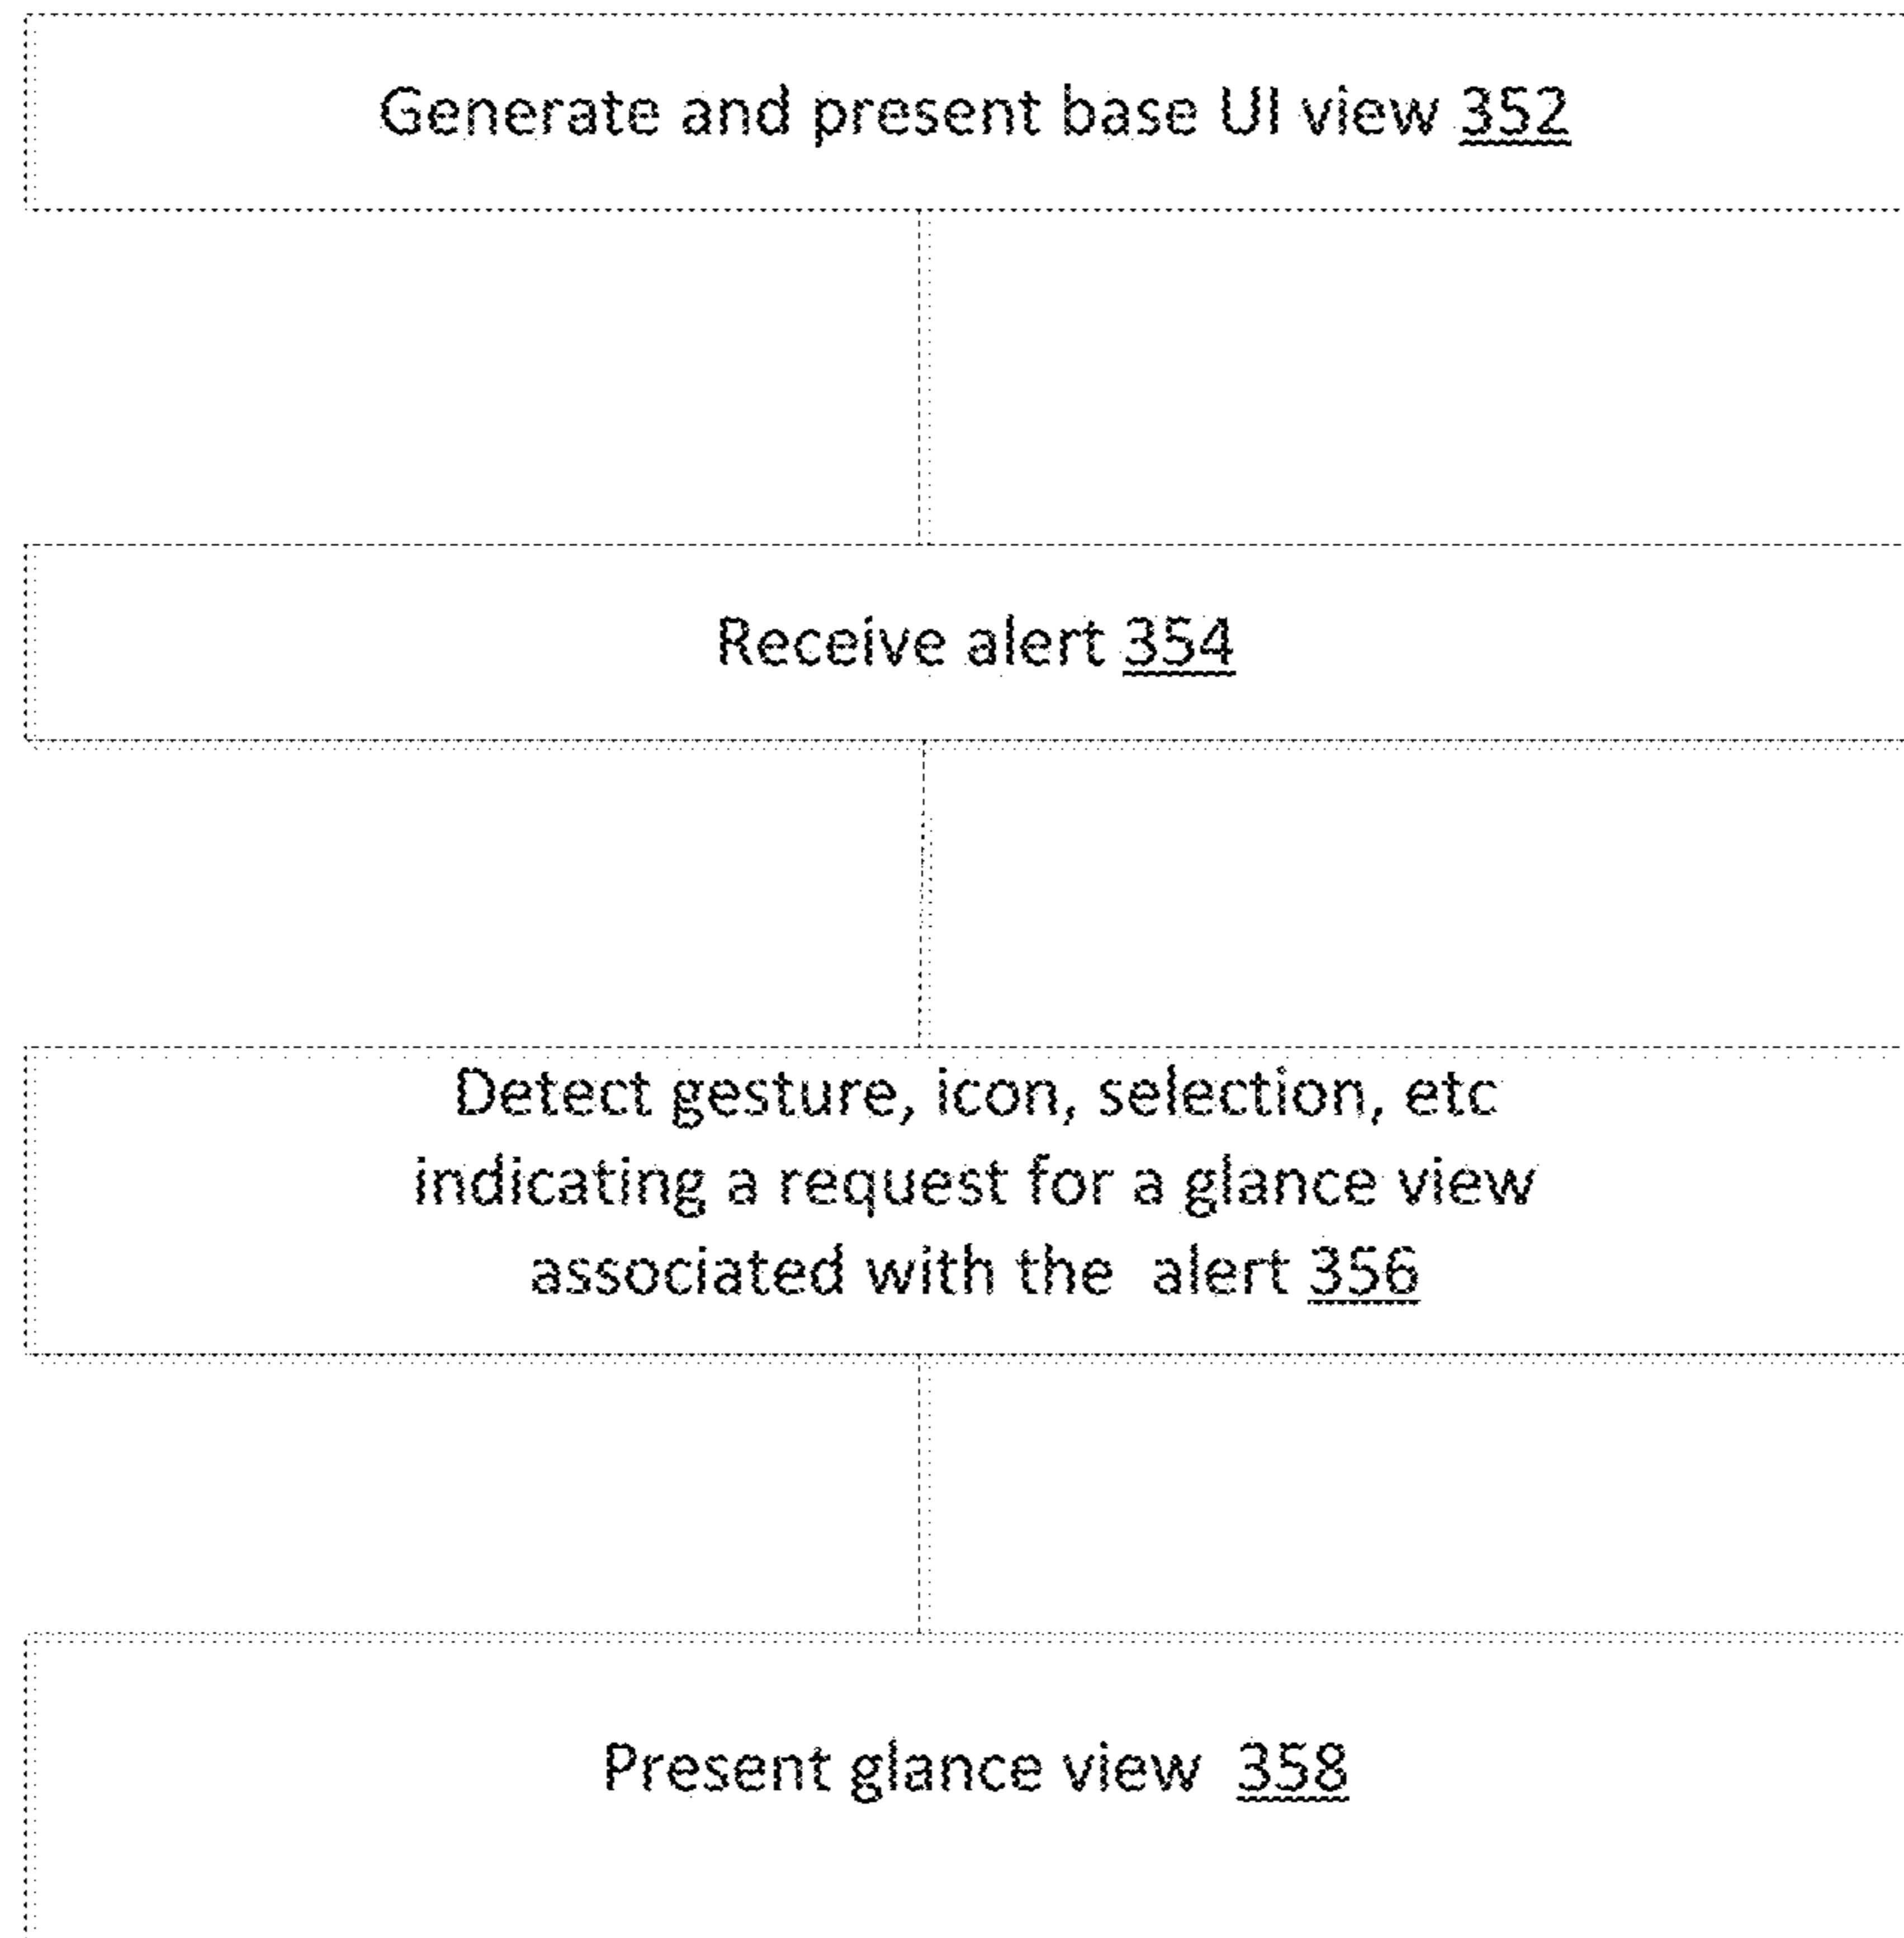 Generate and present base UI view 352
Receive alert 354
Detect gesture, icon, selection, etc
indicating a request for a glance view
associated with the alert 356
Present glance view 358